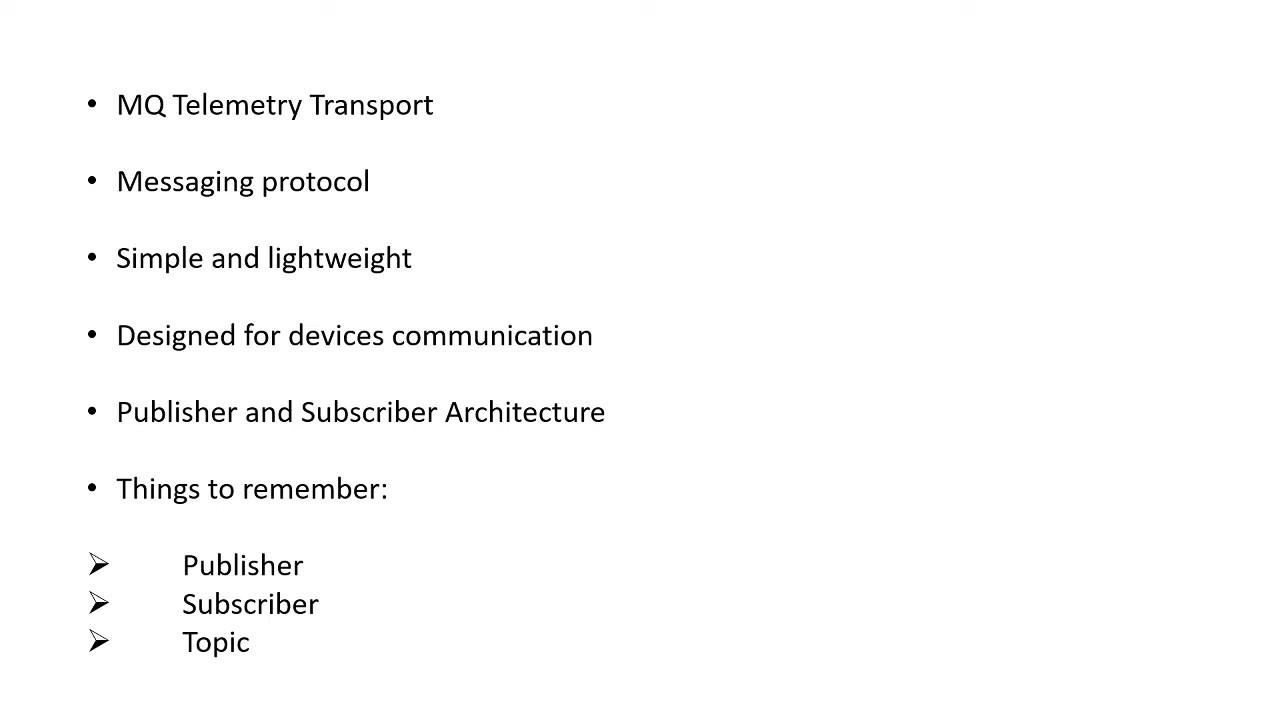 • MQ Telemetry Transport
• Messaging protocol
• Simple and lightweight
• Designed for devices communication
• Publisher and Subscriber Architecture
• Things to remember:
➢ Publisher
➢ Subscriber
➢ Topic